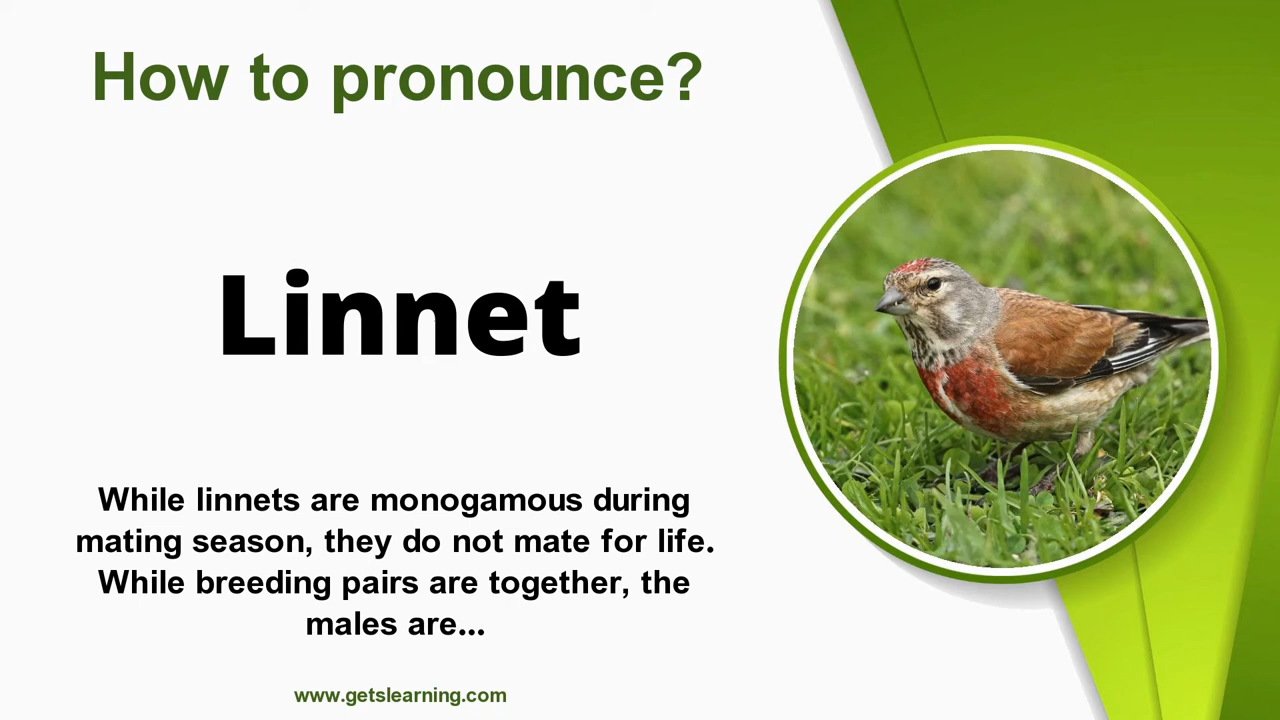 How to pronounce?
Linnet
While linnets are monogamous during
mating season, they do not mate for life.
While breeding pairs are together, the
males are...
www.getslearning.com